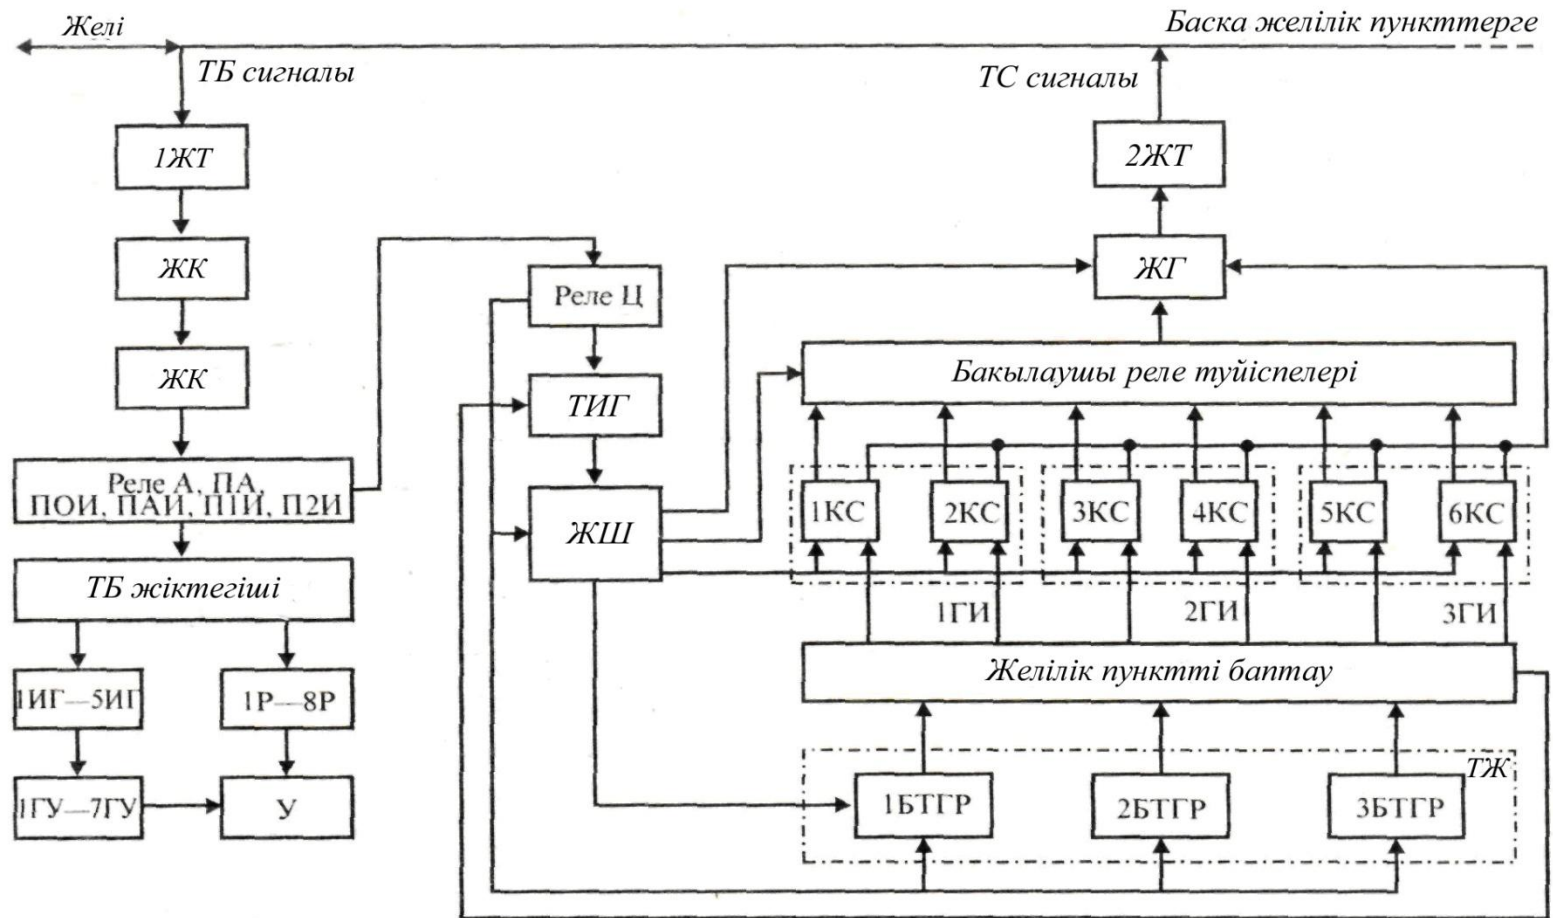 Желі
Баска желілік пункттерге
ТБ сигналы
ТС сигналы
1ЖТ
2ЖТ
ЖК
ЖГ
Реле Ц
ЖК
Бакылаушы реле туйіспелері
ТИГ
Реле А, ПА,
ПОИ, ПАИ, П1И, П2И
ЖШ
1КС
2КС
3КС
4КС
5КС
6КС
ТБ жіктегіші
1ГИ
2ГИ
3ГИ
1ИГ—5ИГ
1Р—8Р
Желілік пунктті баптау
ТЖ
1ГУ—7ГУ
У
1БТГР
2БТГР
3БТГР